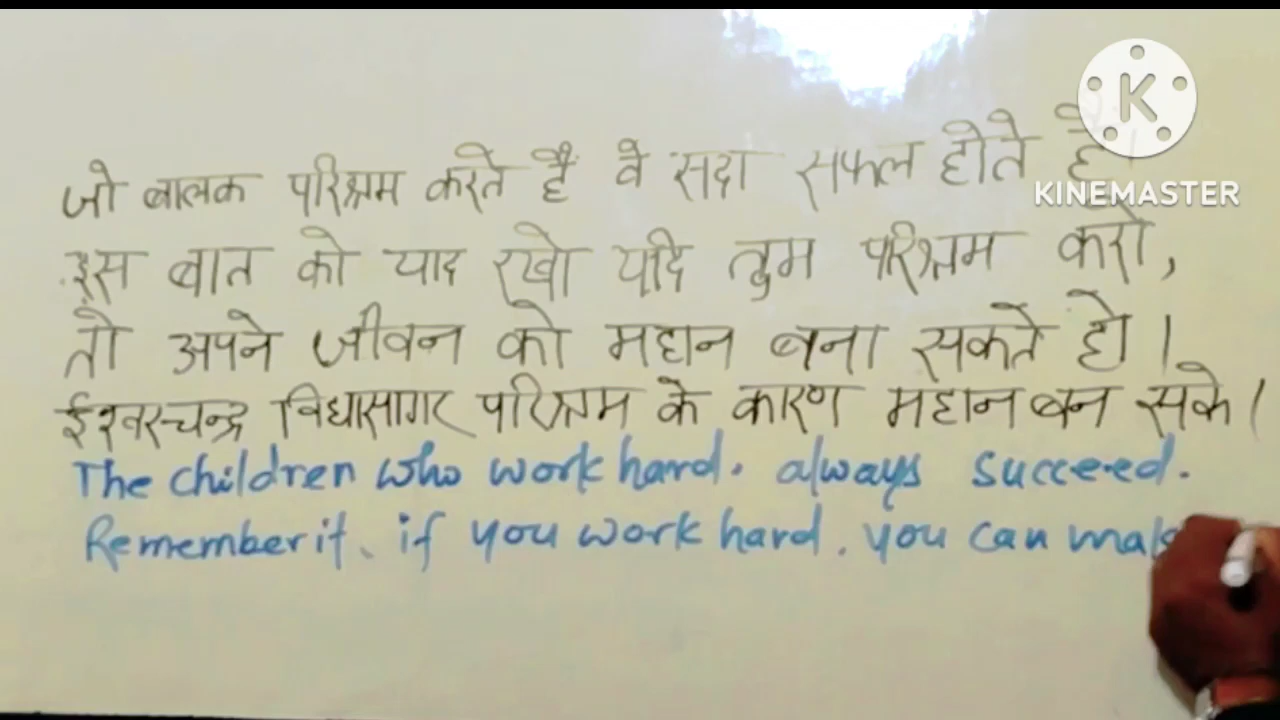 जो बालक परिश्रम करते हैं वे सदा सफल होते है।
इस बात को याद रखो यदि तुम परिश्रम करो,
तो अपने जीवन को महान बना सकते हो।
ईश्वरचन्द्र विद्यासागर परिश्रम के कारण महान बन सके।
The children who work hard. always succeed.
Remember it. if you work hard. you can mak
K
KINEMASTER